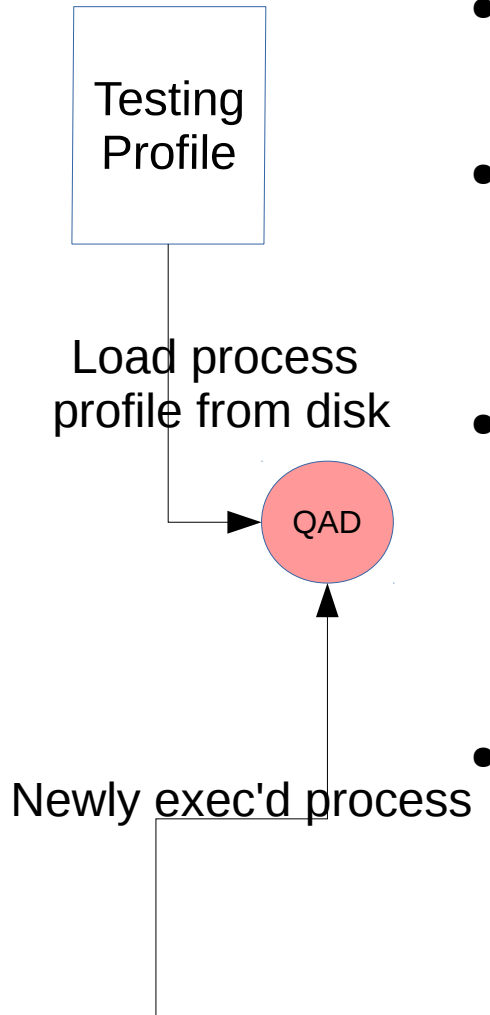 Testing
Profile
Load process
profile from disk
QAD
Newly exec'd process